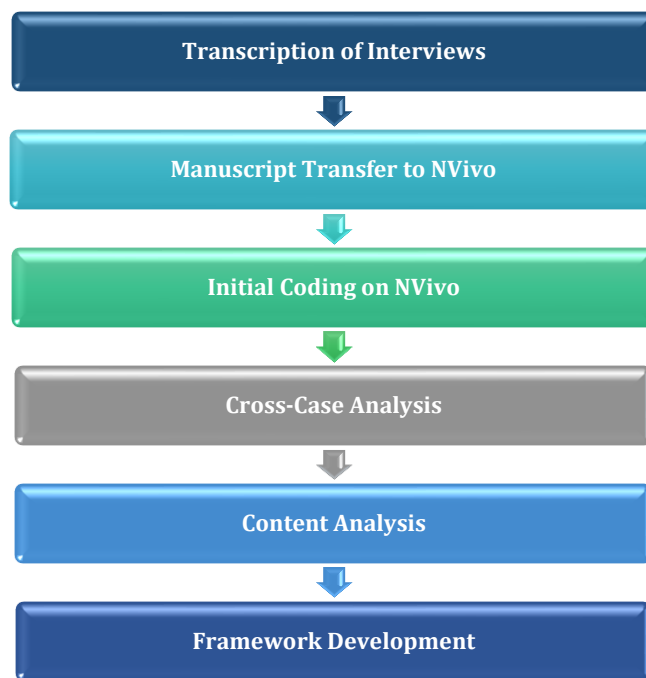 Transcription of Interviews
Manuscript Transfer to NVivo
Initial Coding on NVivo
Cross-Case Analysis
Content Analysis
Framework Development